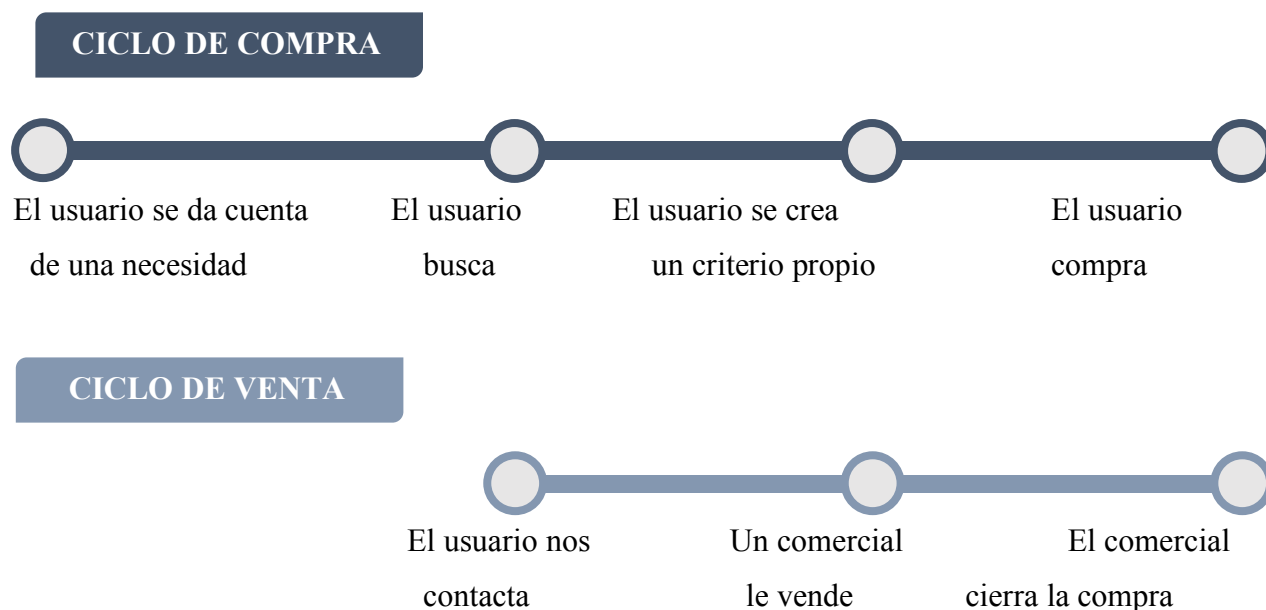 CICLO DE COMPRA
El usuario se da cuenta El usuario El usuario se crea El usuario
de una necesidad busca un criterio propio compra
CICLO DE VENTA
El usuario nos Un comercial El comercial
contacta le vende cierra la compra